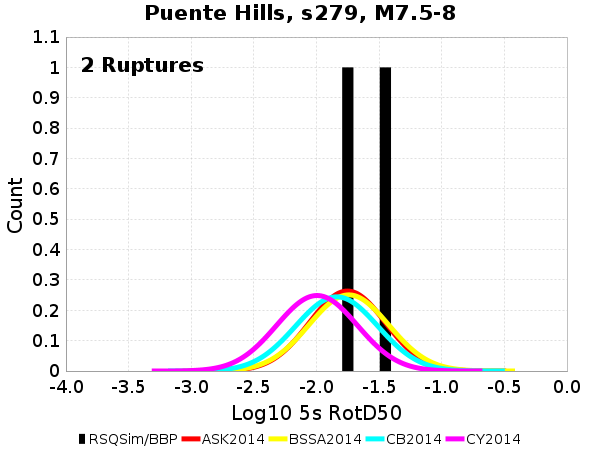 Puente Hills, s279, M7.5-8
2 Ruptures
Count
1.1
1
0.9
0.8
0.7
0.6
0.5
0.4
0.3
0.2
0.1
0
-4.0 -3.5 -3.0 -2.5 -2.0 -1.5 -1.0 -0.5 0.0
Log10 5s RotD50
RSQSim/BBP ASK2014 BSSA2014 CB2014 CY2014